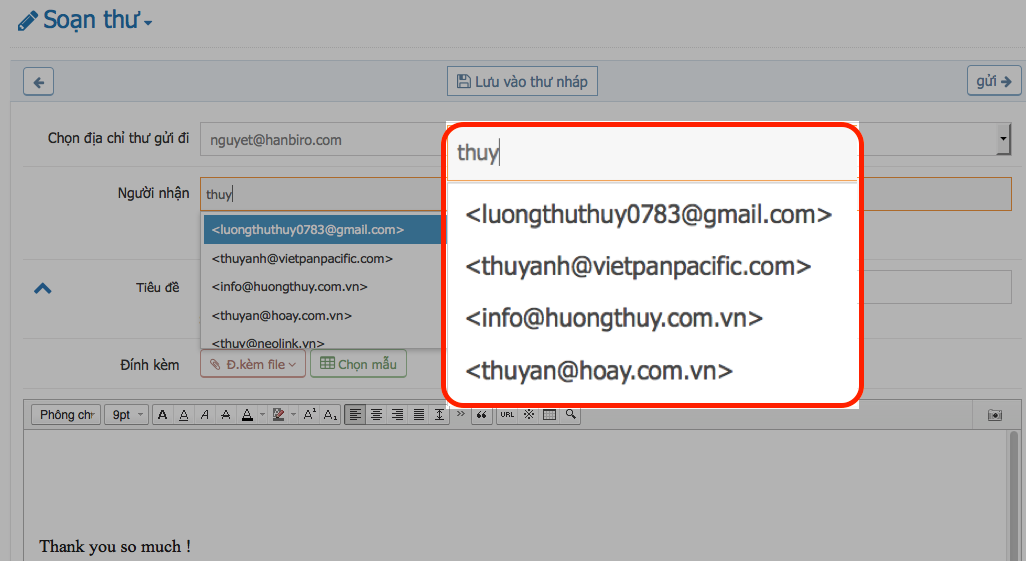 Soạn thư
Lưu vào thư nháp
gửi
Chọn địa chỉ thư gửi đi
nguyet@hanbiro.com
Người nhận
thuy
<luongthuthuy0783@gmail.com>
<thuyanh@vietpanpacific.com>
<info@huongthuy.com.vn>
<thuyan@hoay.com.vn>
<thuy@neolink.vn>
thuy
<luongthuthuy0783@gmail.com>
<thuyanh@vietpanpacific.com>
<info@huongthuy.com.vn>
<thuyan@hoay.com.vn>
Tiêu đề
Đính kèm
Đ.kèm file
Chọn mẫu
Phông ch
9pt
A A A A A A¹ A₁ URL
Thank you so much !